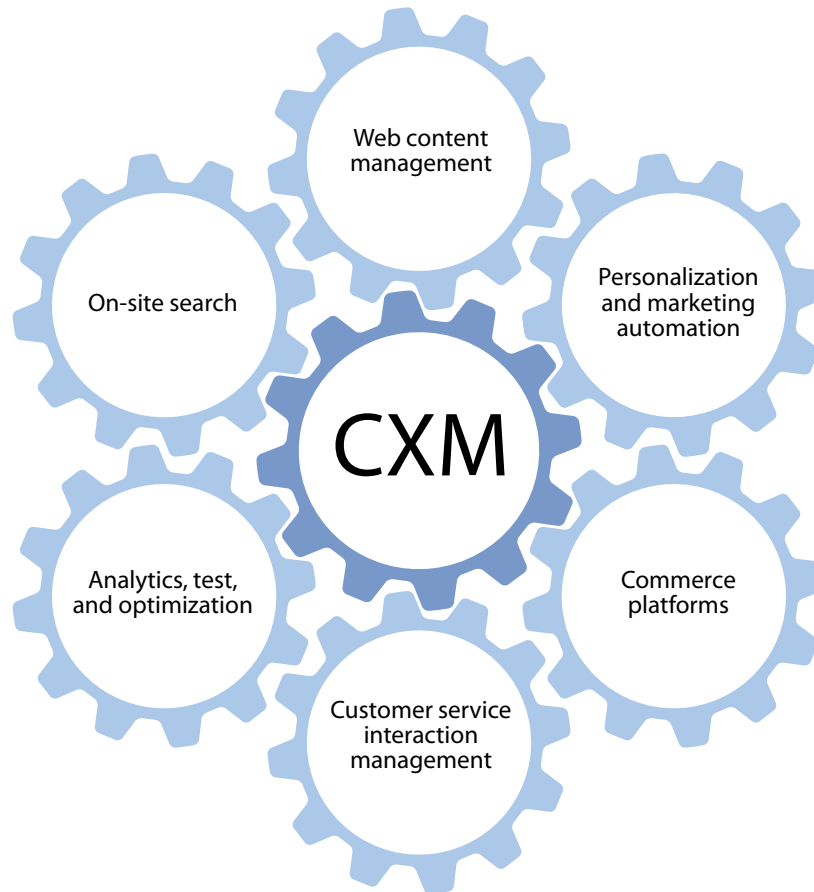 Web content
management
Personalization
and marketing
automation
On-site search
CXM
Analytics, test,
and optimization
Commerce
platforms
Customer service
interaction
management